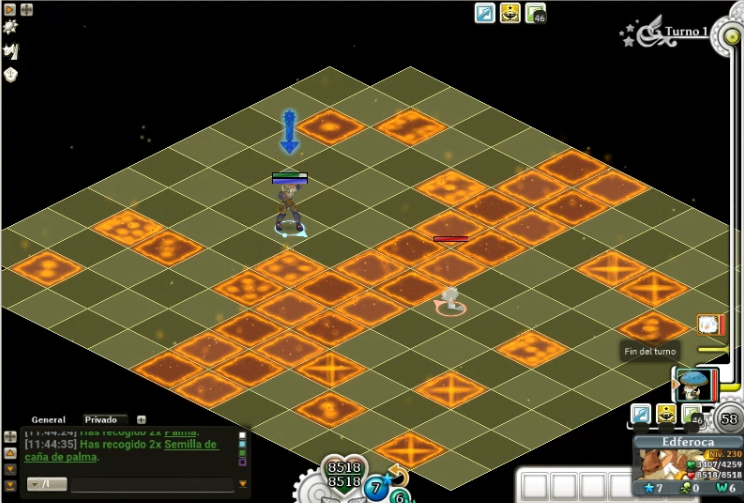 46
Turno 1
Fin del turno
General Privado
[11:44:24] Has recogido 2x Palma.
[11:44:35] Has recogido 2x Semilla de
caña de palma.
/l
8518
8518
7
6
46
58
Edferoca
Niv. 230
3407/4259
8518/8518
7 0 W 6